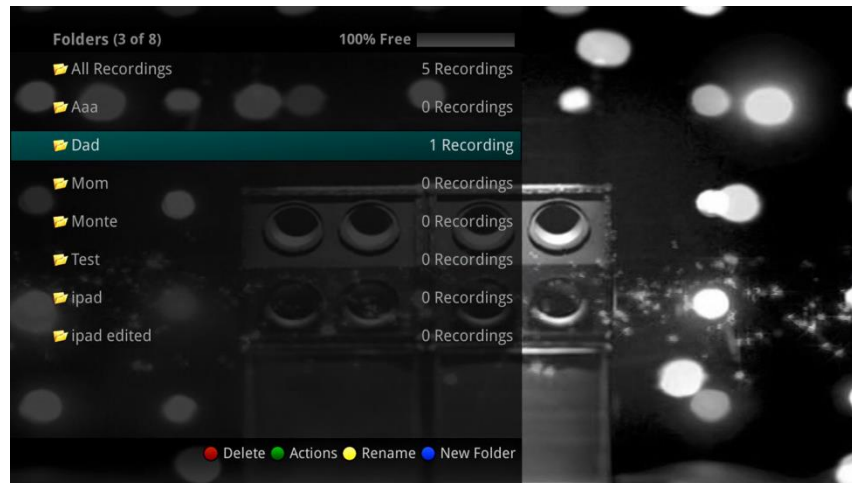 Folders (3 of 8) 100% Free
All Recordings 5 Recordings
Aaa 0 Recordings
Dad 1 Recording
Mom 0 Recordings
Monte 0 Recordings
Test 0 Recordings
ipad 0 Recordings
ipad edited 0 Recordings
Delete Actions Rename New Folder